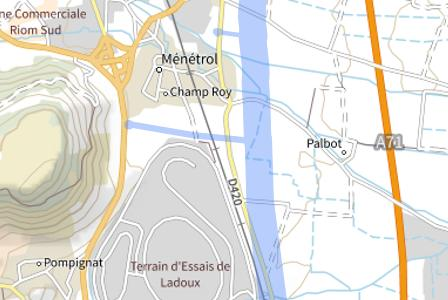 ne Commerciale
Riom Sud
Ménétrol
Champ Roy
Palbot
A71
D420
Pompignat
Terrain d'Essais de
Ladoux